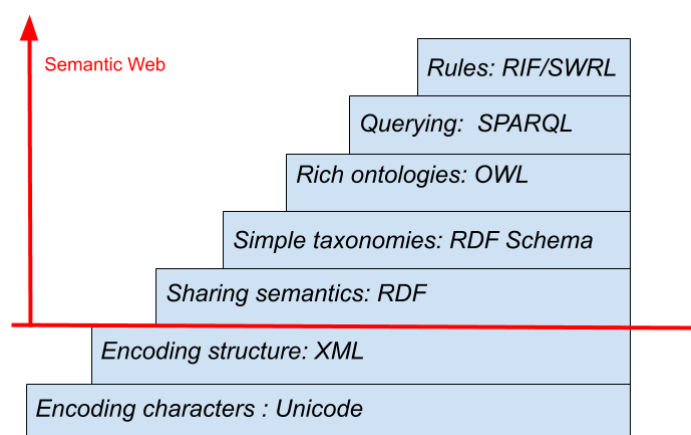 Semantic Web
Rules: RIF/SWRL
Querying:  SPARQL
Rich ontologies: OWL
Simple taxonomies: RDF Schema
Sharing semantics: RDF
Encoding structure: XML
Encoding characters : Unicode